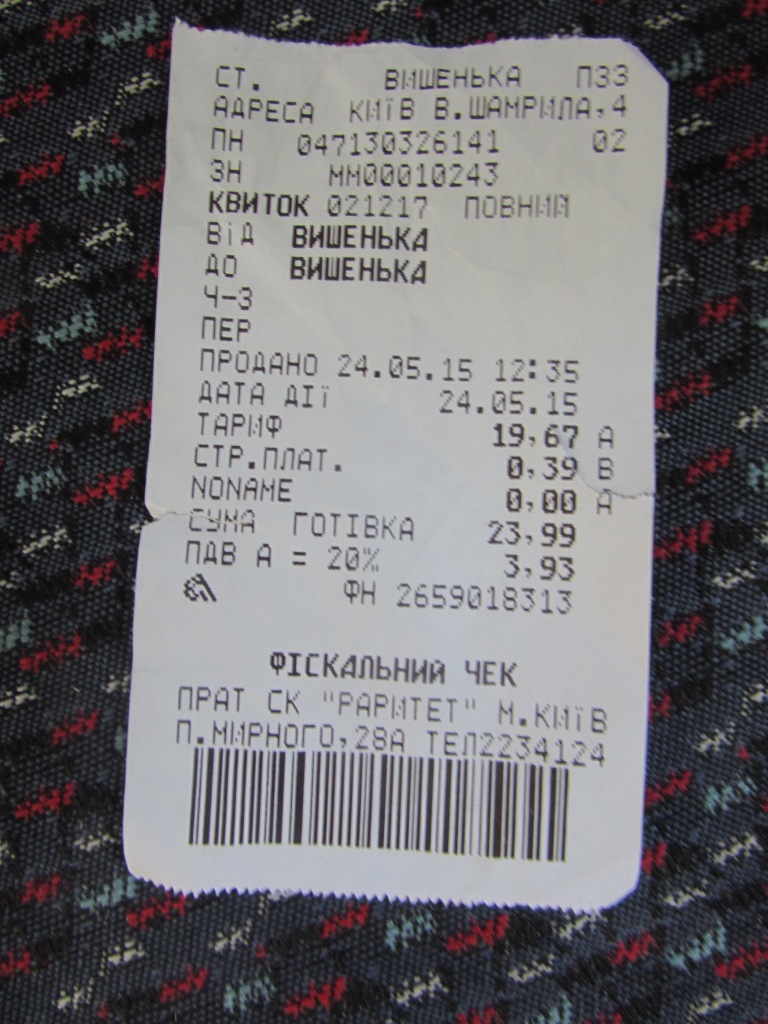 СТ. ВИШЕНЬКА ПЗЗ
АДРЕСА КИЇВ В.ШАМРИЛА,4
ПН 047130326141 02
ЗН ММ00010243
КВИТОК 021217 ПОВНИЙ
ВІД ВИШЕНЬКА
ДО ВИШЕНЬКА
Ч-З
ПЕР
ПРОДАНО 24.05.15 12:35
ДАТА ДІЇ 24.05.15
ТАРИФ 19,67 А
СТР.ПЛАТ. 0,39 В
NONAME 0,00 А
СУМА ГОТІВКА 23,99
ПДВ А = 20% 3,93
ФН 2659018313
ФІСКАЛЬНИЙ ЧЕК
ПРАТ СК "РАРИТЕТ" М.КИЇВ
П.МИРНОГО,28А ТЕЛ2234124